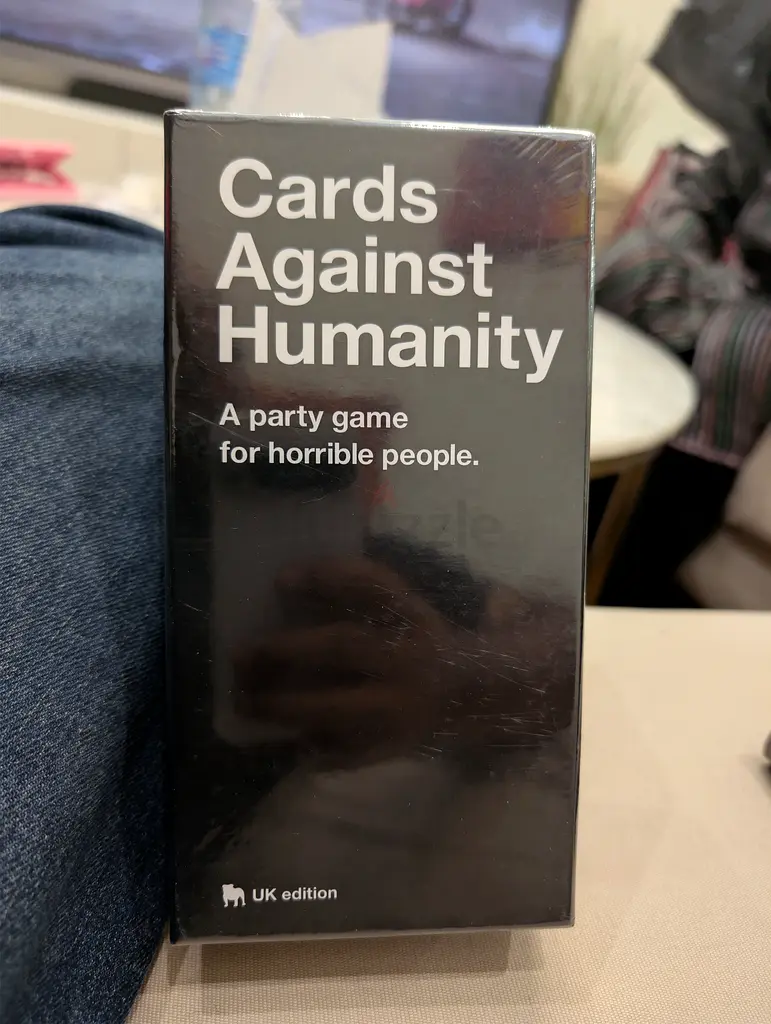 Cards
Against
Humanity
A party game
for horrible people.
UK edition